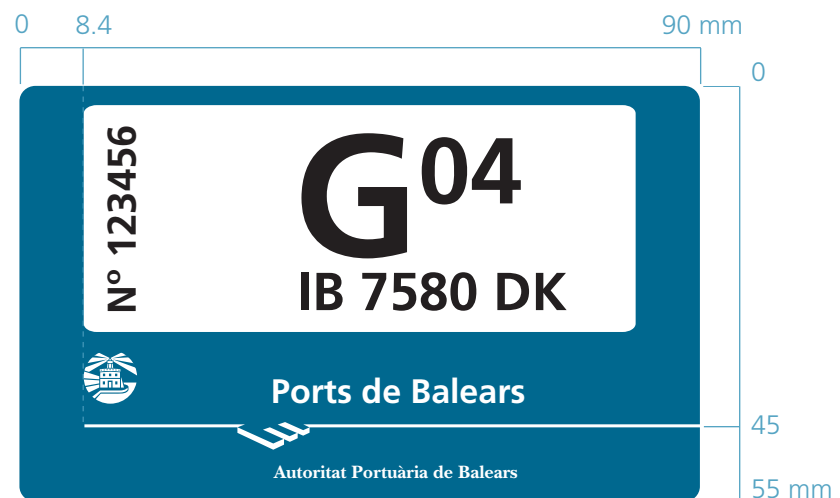 0 8.4 90 mm
0
Nº 123456
G04
IB 7580 DK
Ports de Balears
45
Autoritat Portuària de Balears
55 mm